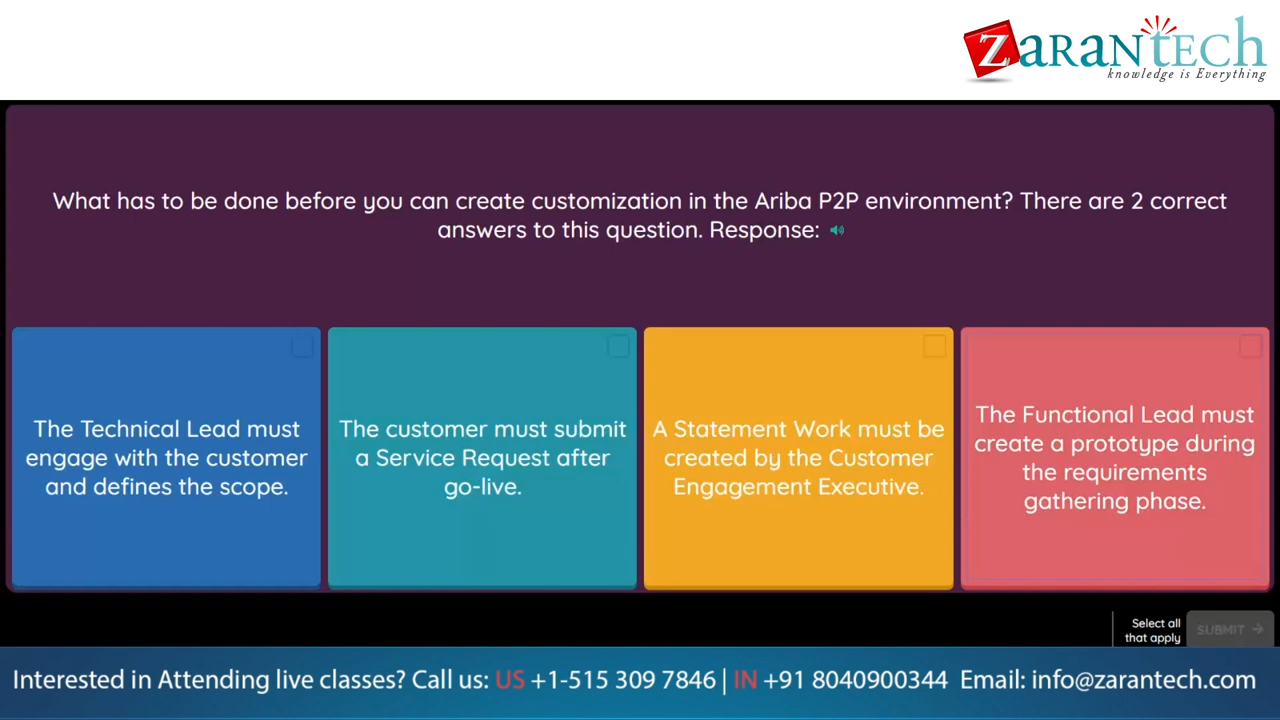 ZARANTECH
knowledge is Everything
What has to be done before you can create customization in the Ariba P2P environment? There are 2 correct
answers to this question. Response:
The Technical Lead must
engage with the customer
and defines the scope.
The customer must submit
a Service Request after
go-live.
A Statement Work must be
created by the Customer
Engagement Executive.
The Functional Lead must
create a prototype during
the requirements
gathering phase.
Select all
that apply
SUBMIT
Interested in Attending live classes? Call us: US +1-515 309 7846 | IN +91 8040900344 Email: info@zarantech.com